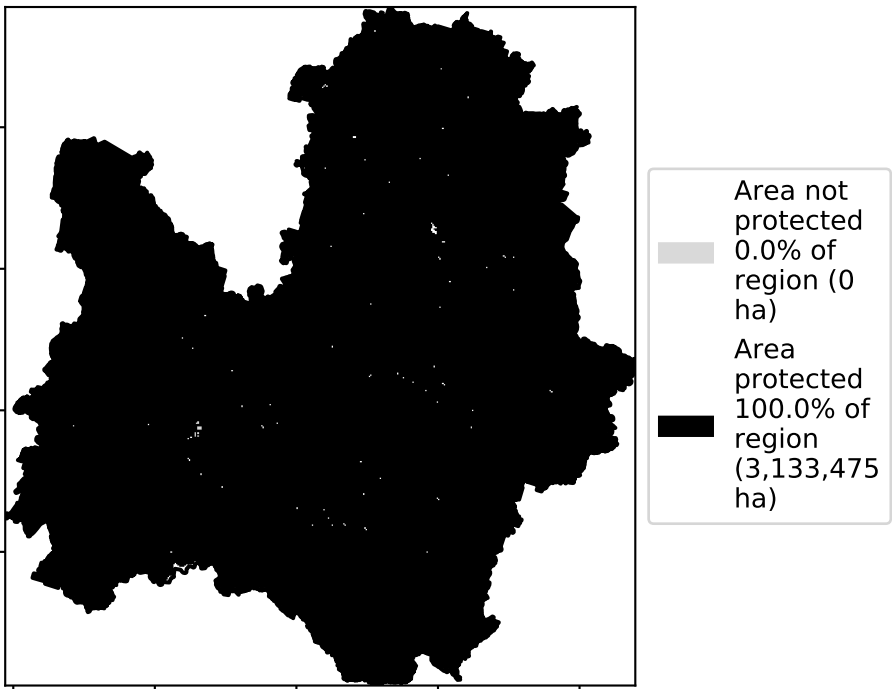 Area not
protected
0.0% of
region (0
ha)
Area
protected
100.0% of
region
(3,133,475
ha)